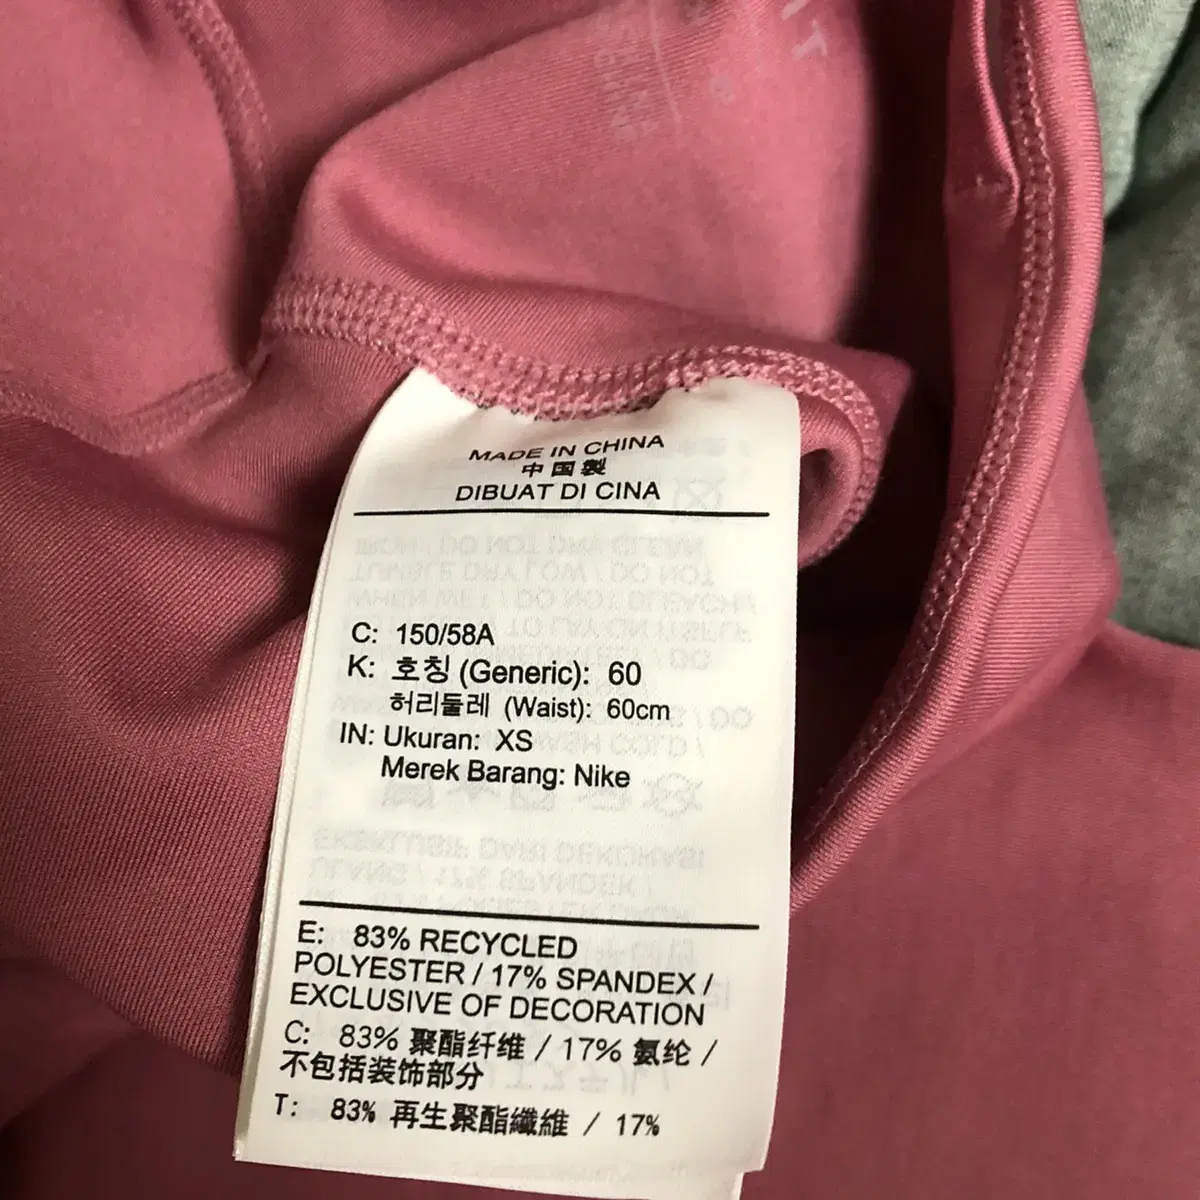 MADE IN CHINA
中国製
DIBUAT DI CINA
C: 150/58A
K: 호칭 (Generic): 60
허리둘레 (Waist): 60cm
IN: Ukuran: XS
Merek Barang: Nike
E: 83% RECYCLED
POLYESTER / 17% SPANDEX /
EXCLUSIVE OF DECORATION
C: 83% 聚酯纤维 / 17% 氨纶 /
不包括装饰部分
T: 83% 再生聚酯纖維 / 17%